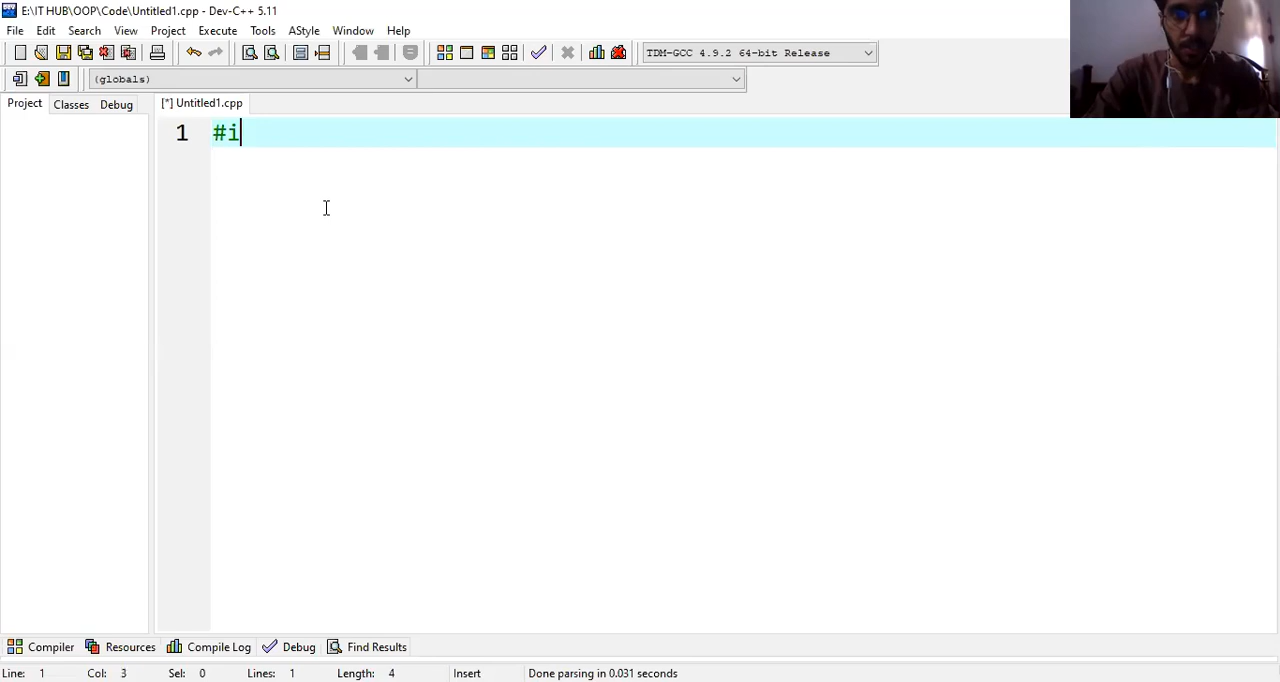 E:\IT HUB\OOP\Code\Untitled1.cpp - Dev-C++ 5.11
File Edit Search View Project Execute Tools AStyle Window Help
TDM-GCC 4.9.2 64-bit Release
(globals)
Project Classes Debug [*] Untitled1.cpp
1 #i
Compiler Resources Compile Log Debug Find Results
Line: 1 Col: 3 Sel: 0 Lines: 1 Length: 4 Insert Done parsing in 0.031 seconds